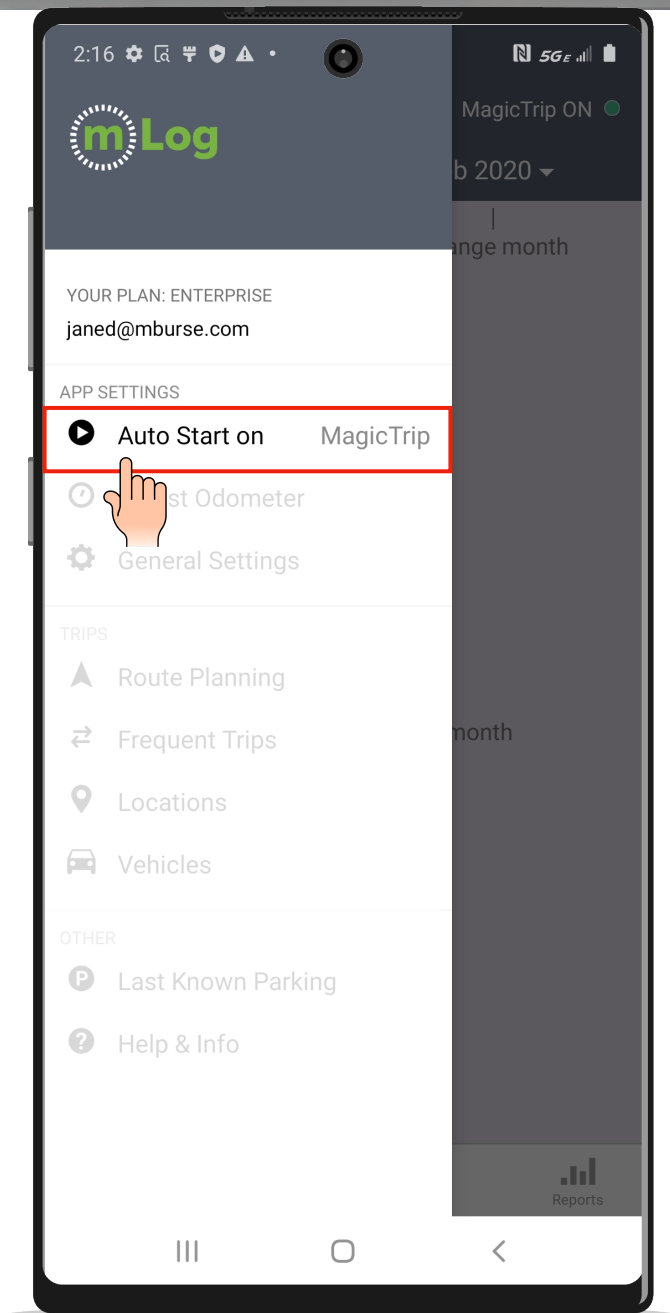 2:16
5GE
mLog
MagicTrip ON
b 2020
ange month
YOUR PLAN: ENTERPRISE
janed@mburse.com
APP SETTINGS
Auto Start on MagicTrip
st Odometer
General Settings
TRIPS
Route Planning
Frequent Trips
month
Locations
Vehicles
OTHER
P Last Known Parking
? Help & Info
Reports